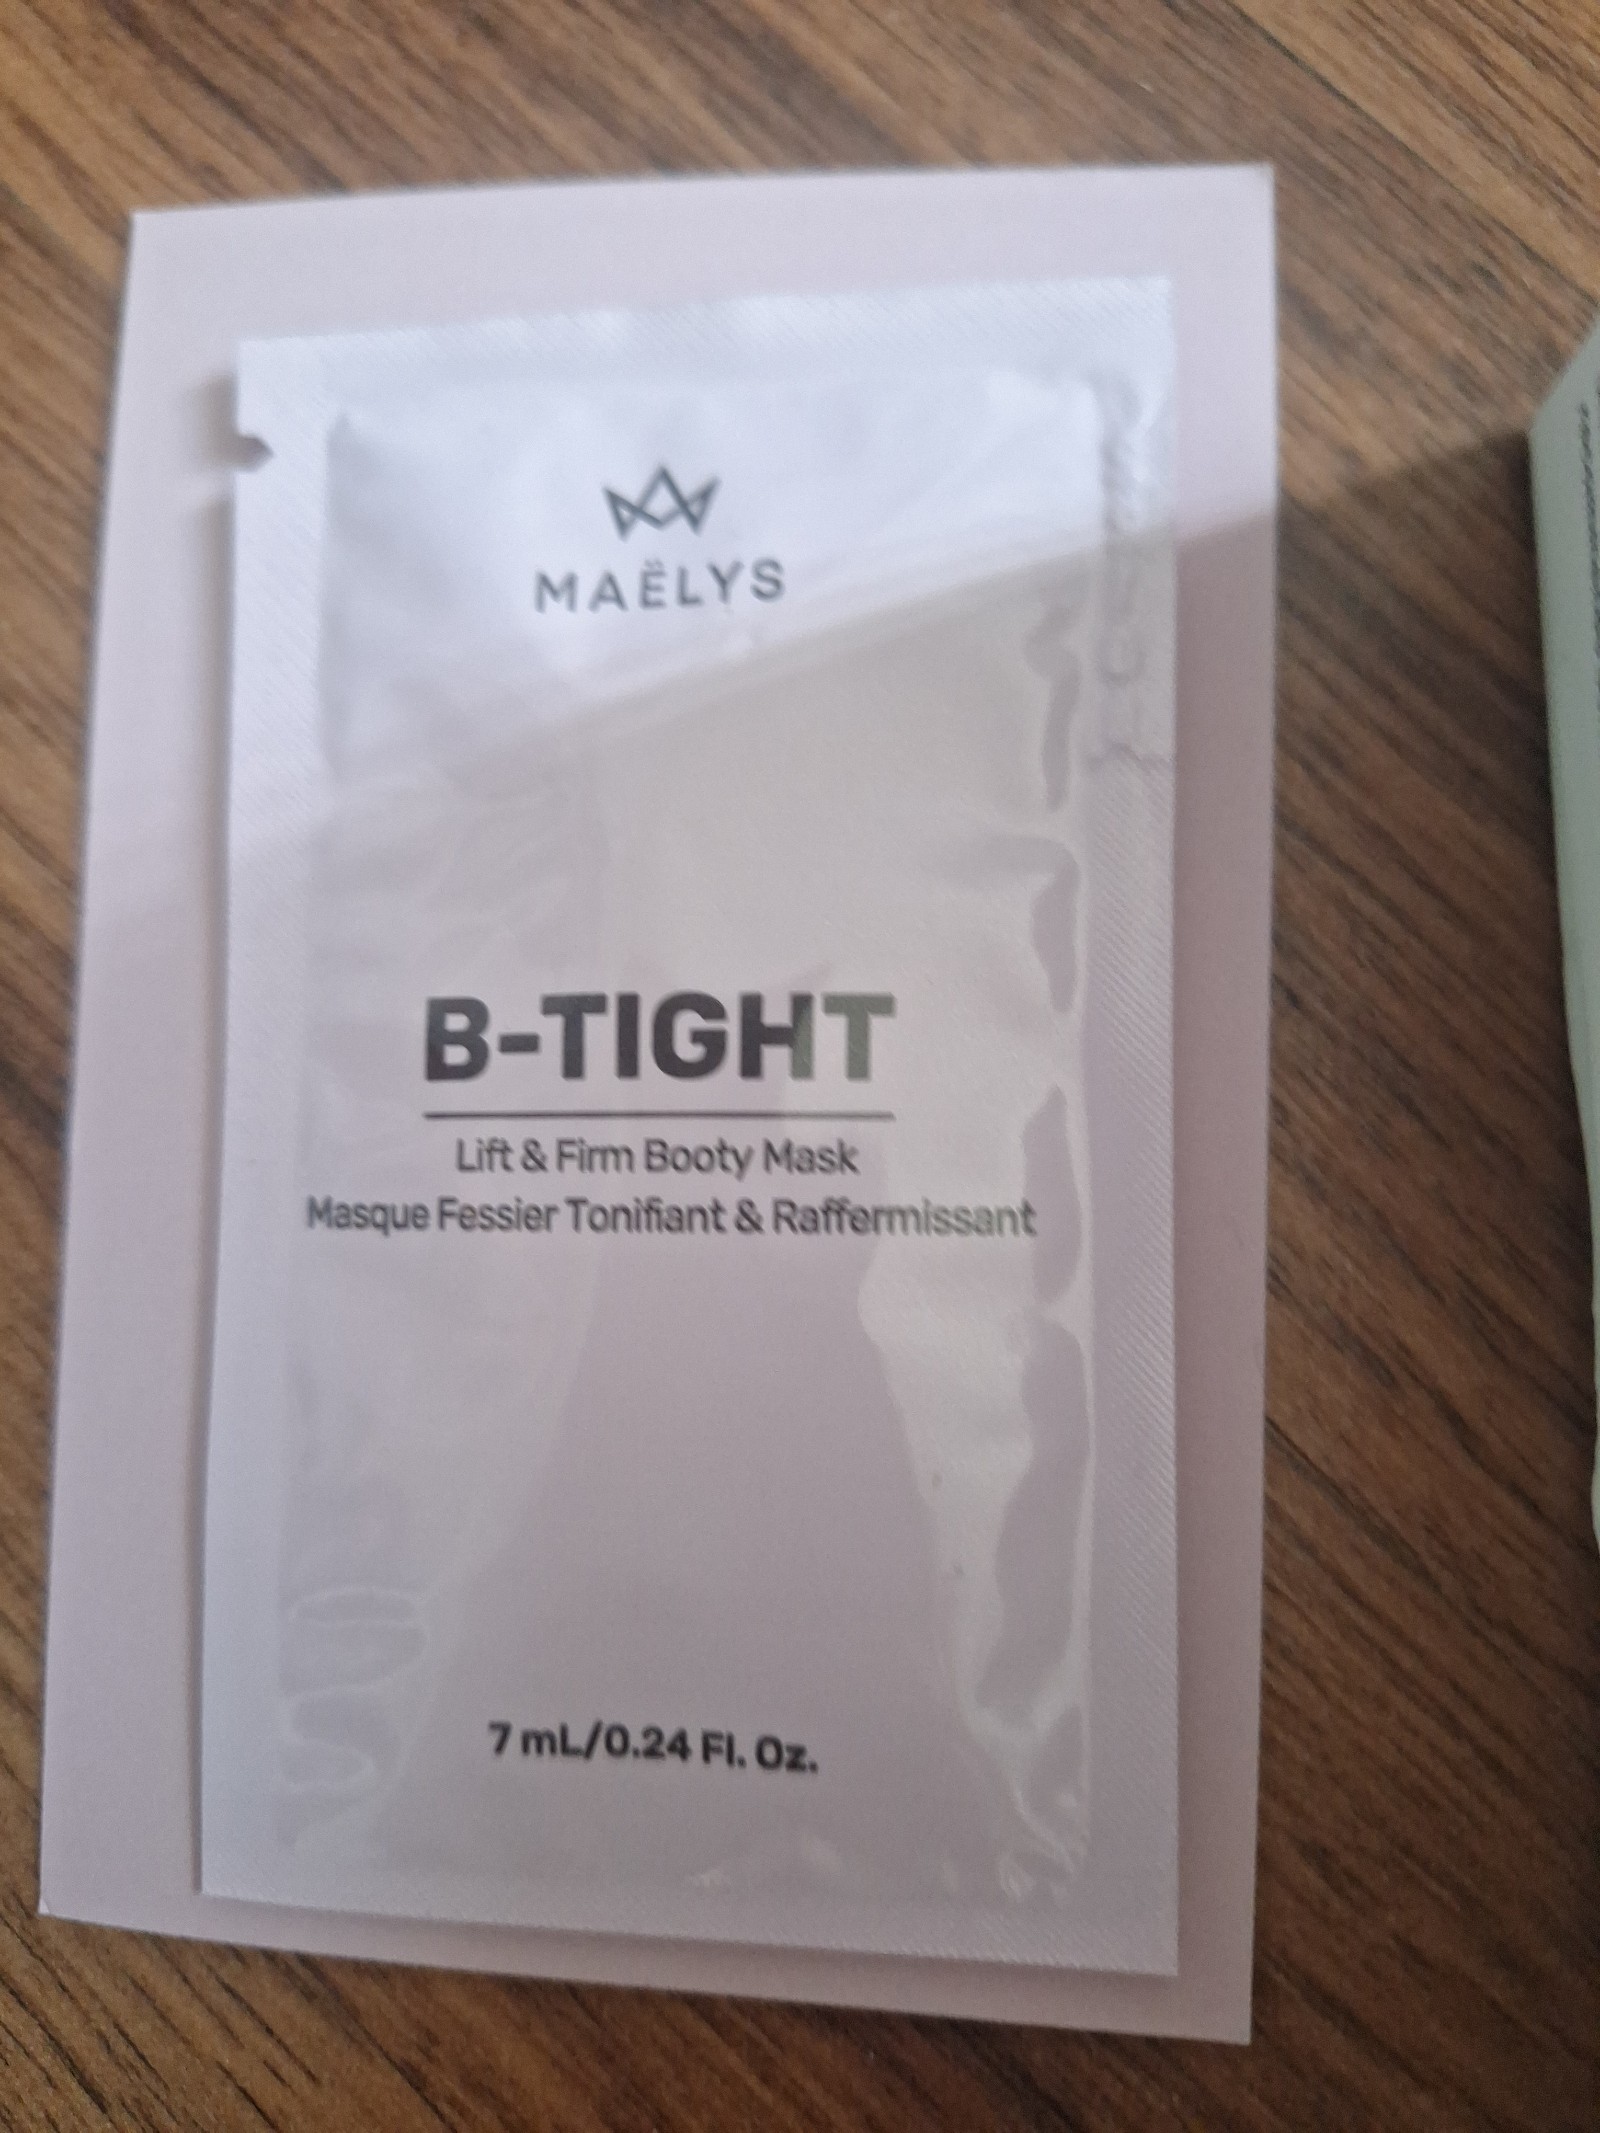 MAËLYS
B-TIGHT
Lift & Firm Booty Mask
Masque Fessier Tonifiant & Raffermissant
7 mL/0.24 Fl. Oz.